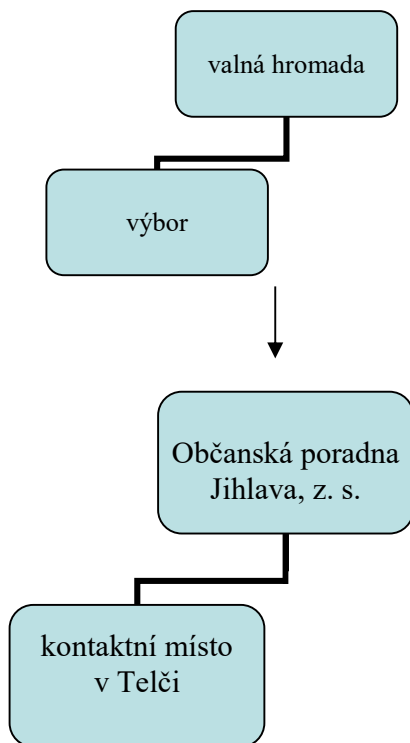 valná hromada
výbor
Občanská poradna
Jihlava, z. s.
kontaktní místo
v Telči